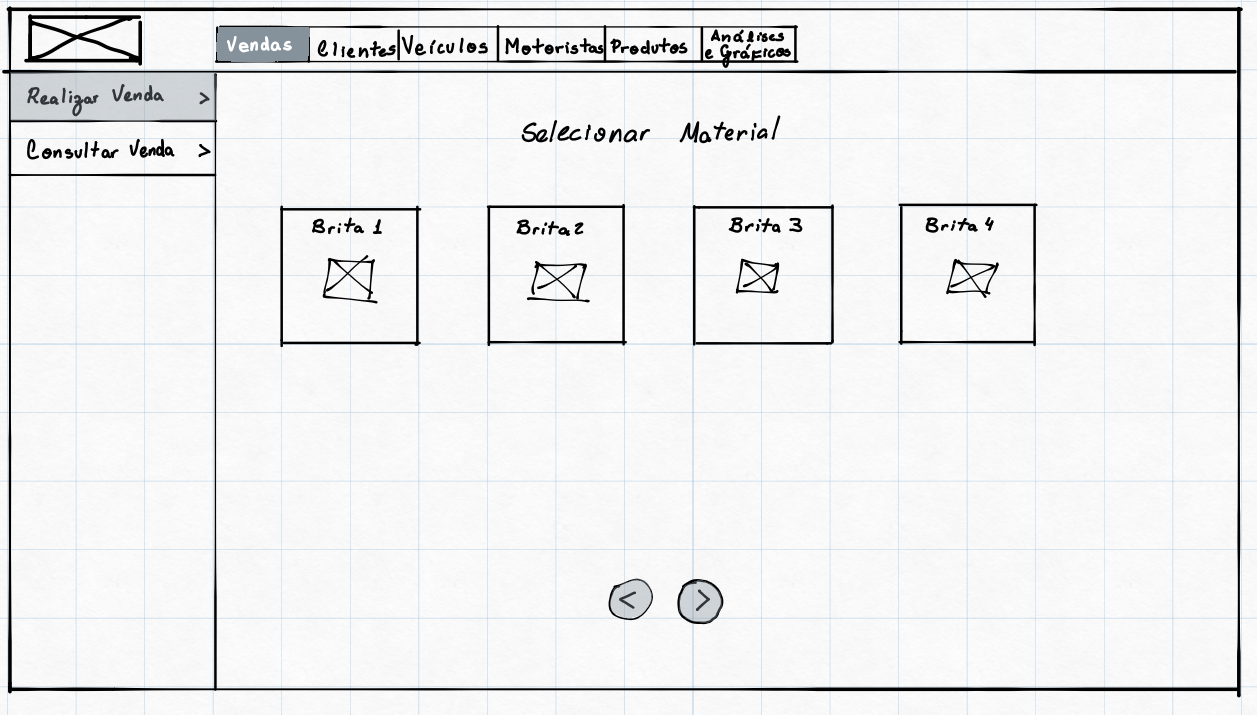 Vendas
Clientes
Veículos
Motoristas
Produtos
Análises
e Gráficos
Realizar Venda >
Consultar Venda >
Selecionar Material
Brita 1
Brita 2
Brita 3
Brita 4
< >